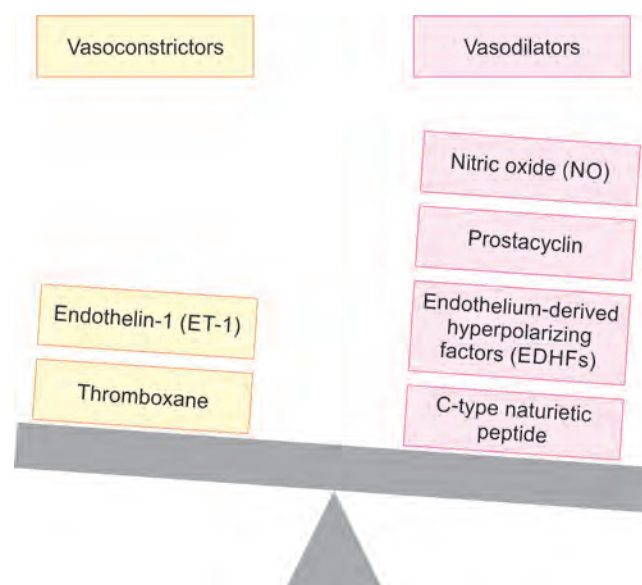 Vasoconstrictors
Vasodilators
Nitric oxide (NO)
Prostacyclin
Endothelin-1 (ET-1)
Endothelium-derived
hyperpolarizing
factors (EDHFs)
Thromboxane
C-type naturietic
peptide